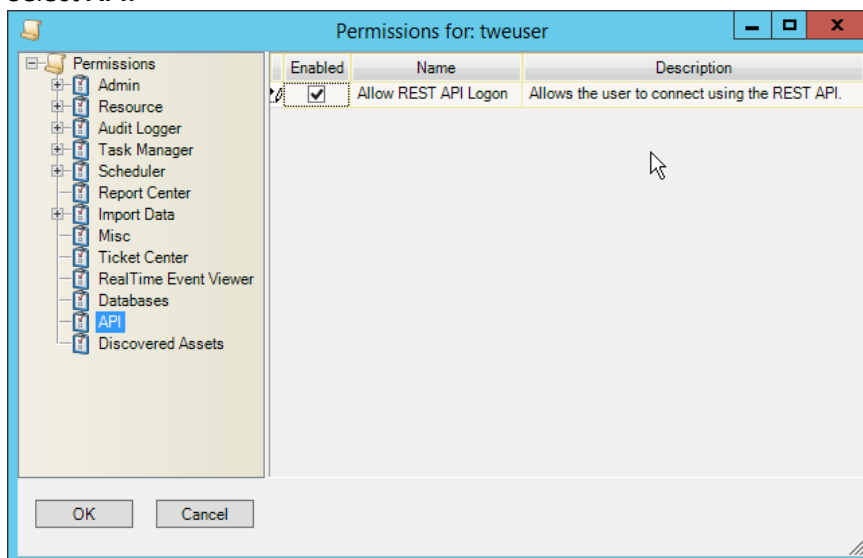 Permissions for: tweuser
Permissions
Admin
Resource
Audit Logger
Task Manager
Scheduler
Report Center
Import Data
Misc
Ticket Center
RealTime Event Viewer
Databases
API
Discovered Assets
Enabled Name Description
Allow REST API Logon Allows the user to connect using the REST API.
OK Cancel